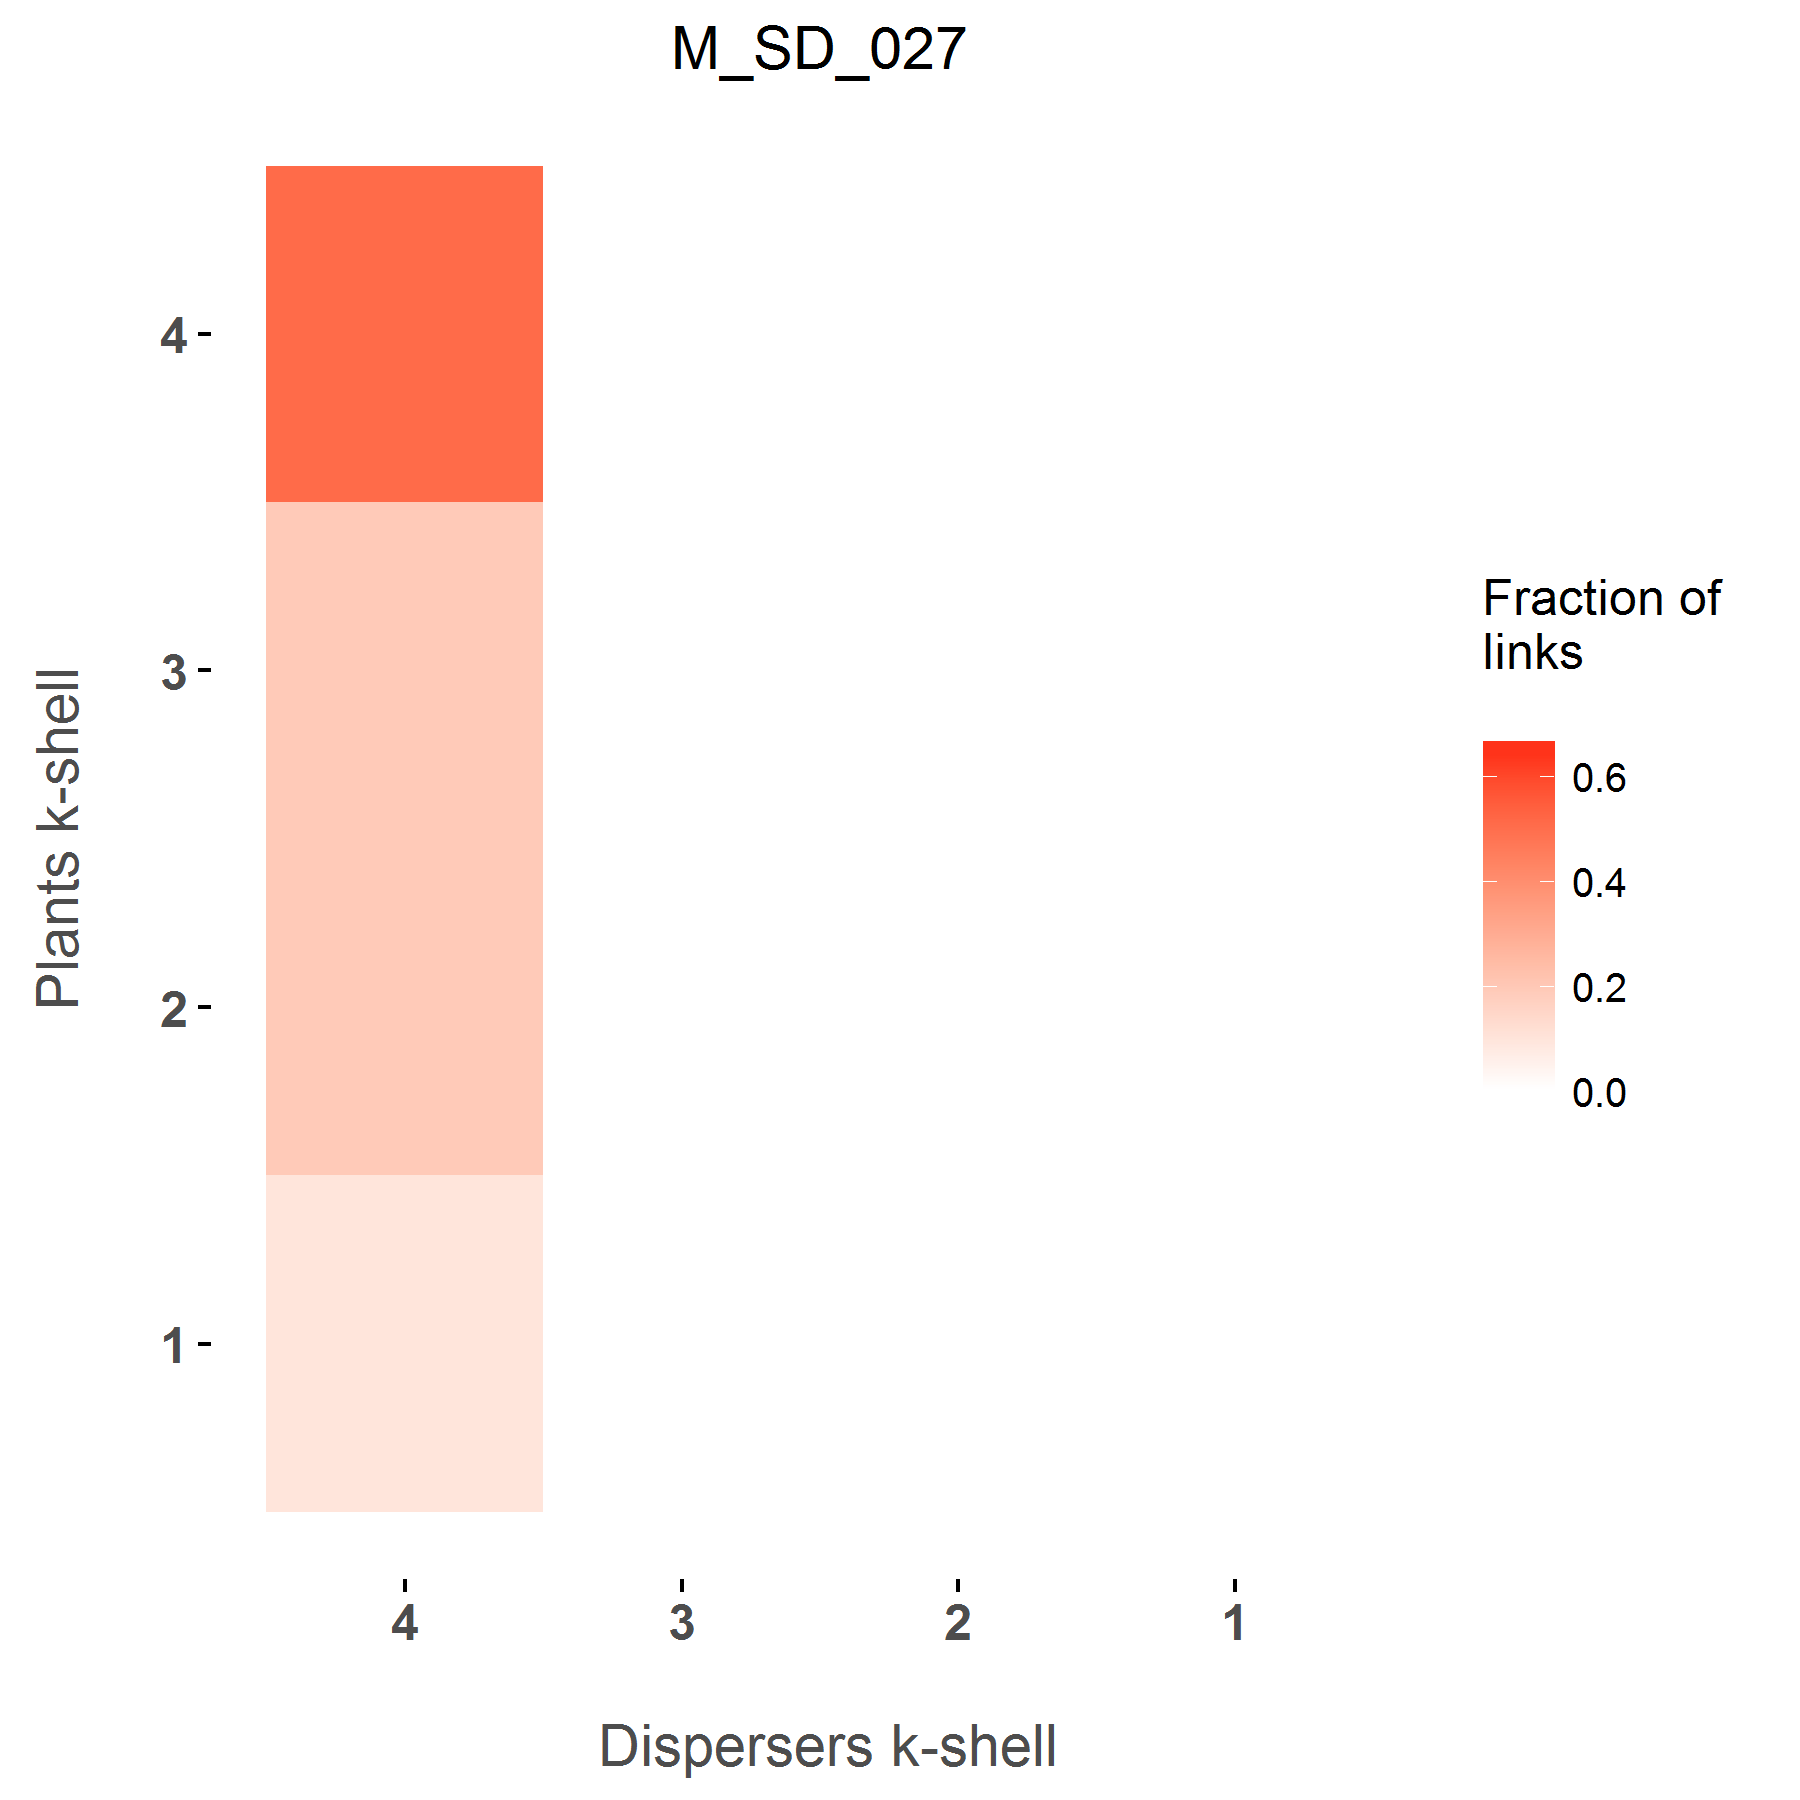 M_SD_027
Plants k-shell
4
3
2
1
4 3 2 1
Dispersers k-shell
Fraction of
links
0.6
0.4
0.2
0.0